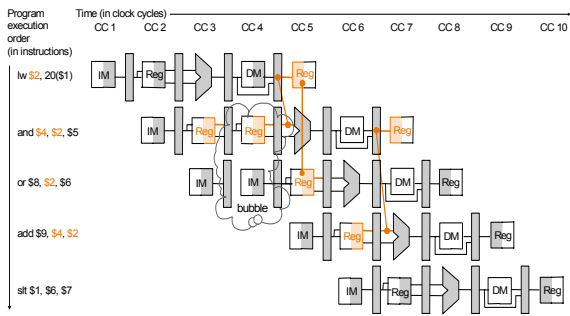 Program
execution
order
(in instructions)
Time (in clock cycles)
CC 1 CC 2 CC 3 CC 4 CC 5 CC 6 CC 7 CC 8 CC 9 CC 10
lw $2, 20($1)
IM Reg DM Reg
and $4, $2, $5
IM Reg Reg DM Reg
or $8, $2, $6
IM IM Reg DM Reg
bubble
add $9, $4, $2
IM Reg DM Reg
slt $1, $6, $7
IM Reg DM Reg